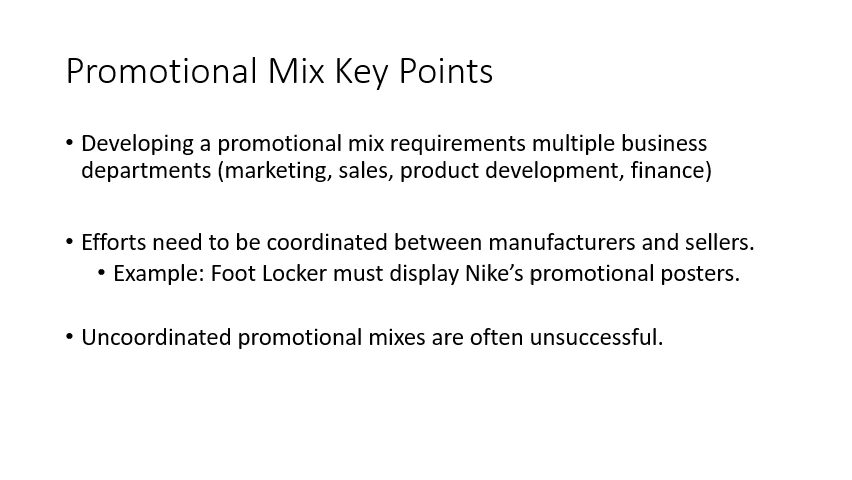 Promotional Mix Key Points
• Developing a promotional mix requirements multiple business
departments (marketing, sales, product development, finance)
• Efforts need to be coordinated between manufacturers and sellers.
• Example: Foot Locker must display Nike’s promotional posters.
• Uncoordinated promotional mixes are often unsuccessful.